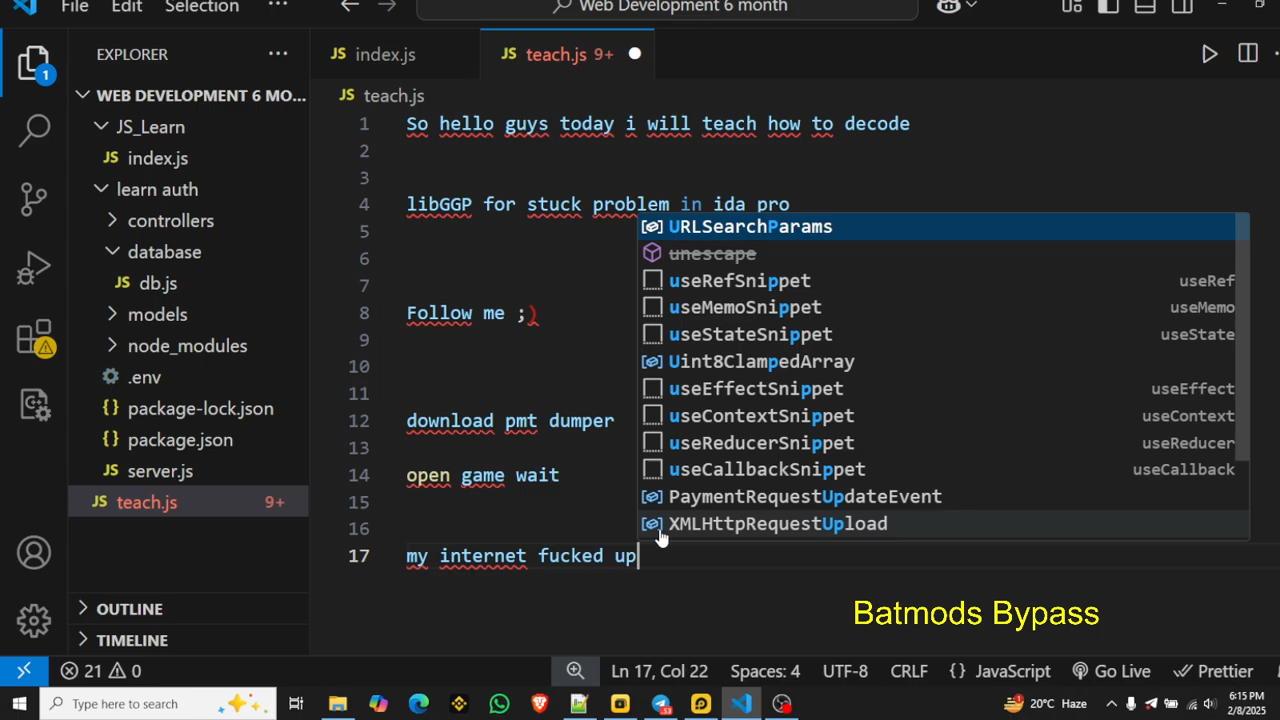 File Edit Selection ··· Web Development 6 month
EXPLORER ···
index.js
teach.js 9+
WEB DEVELOPMENT 6 MO...
JS_Learn
index.js
learn auth
controllers
database
db.js
models
node_modules
.env
package-lock.json
package.json
server.js
teach.js 9+
OUTLINE
TIMELINE
JS teach.js
1 So hello guys today i will teach how to decode
2
3
4 libGGP for stuck problem in ida pro
5
6
7
8 Follow me ;)
9
10
11
12 download pmt dumper
13
14 open game wait
15
16
17 my internet fucked up
URLSearchParams
unescape
useRefSnippet useRef
useMemoSnippet useMemo
useStateSnippet useState
Uint8ClampedArray
useEffectSnippet useEffect
useContextSnippet useContext
useReducerSnippet useReducer
useCallbackSnippet useCallback
PaymentRequestUpdateEvent
XMLHttpRequestUpload
Batmods Bypass
21 0 Ln 17, Col 22 Spaces: 4 UTF-8 CRLF {} JavaScript Go Live Prettier
Type here to search 20°C Haze 6:15 PM
2/8/2025